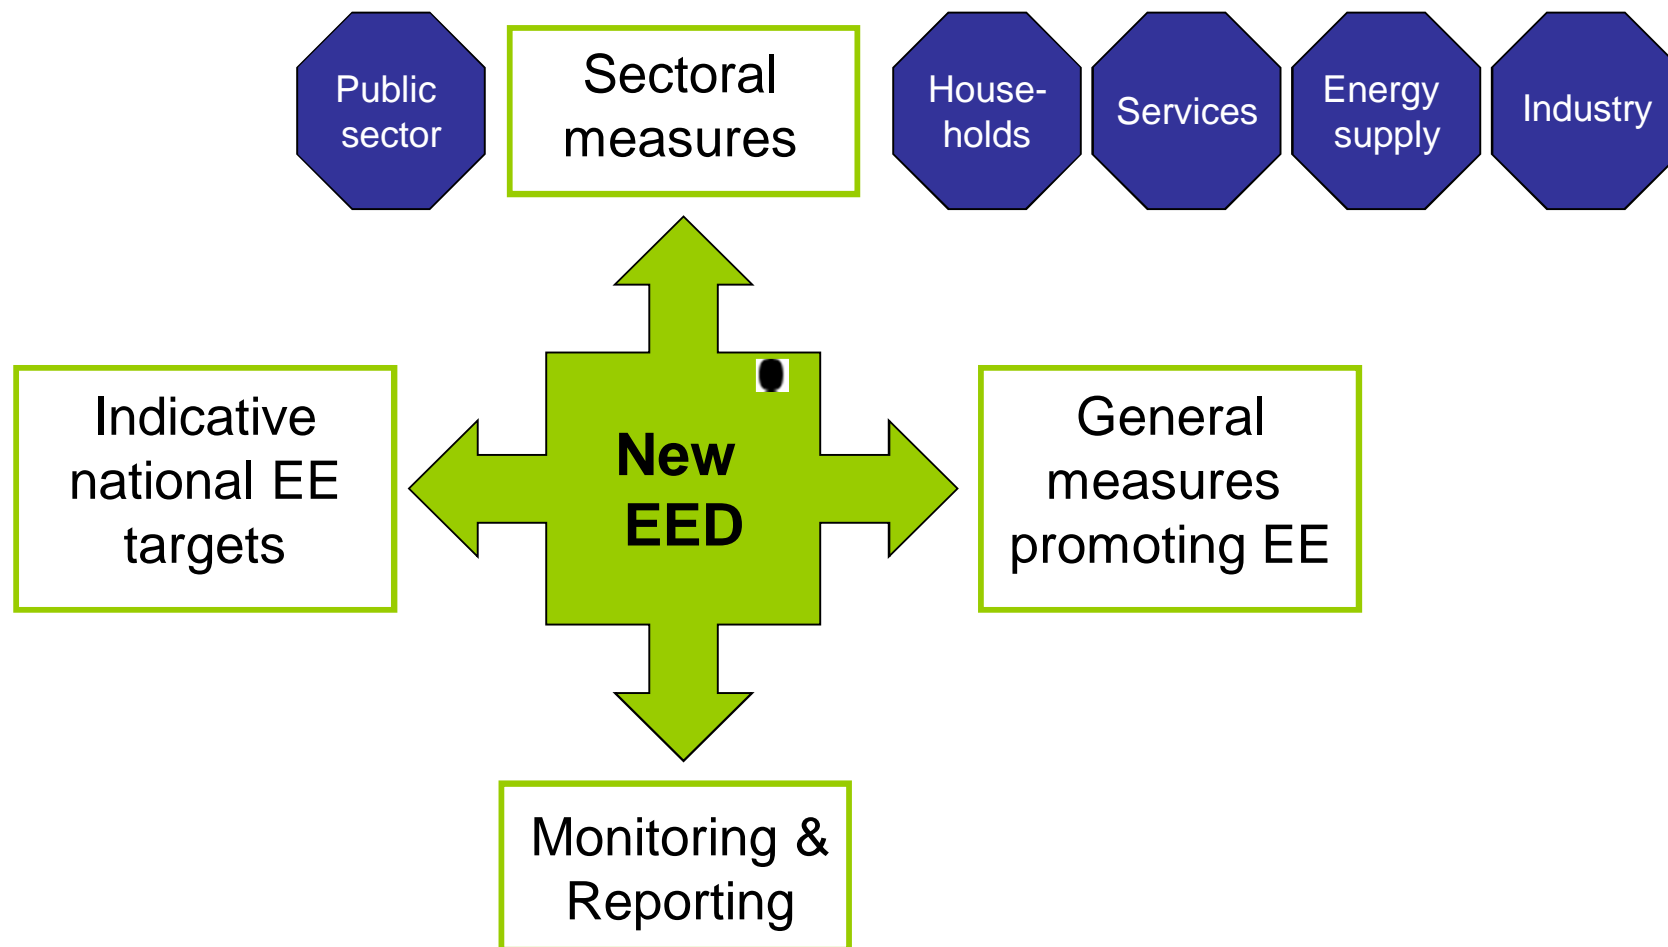 Public
sector
Sectoral
measures
House-
holds
Services
Energy
supply
Industry
Indicative
national EE
targets
New
EED
General
measures
promoting EE
Monitoring &
Reporting